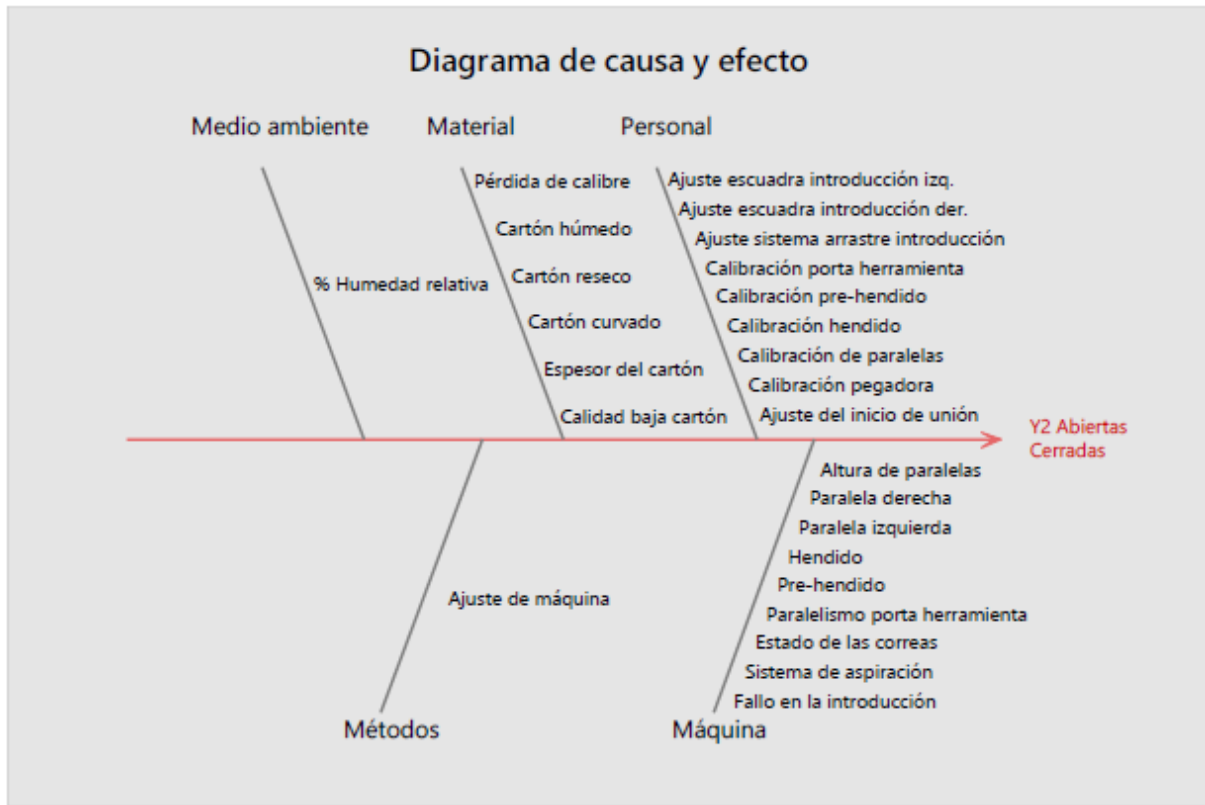 Diagrama de causa y efecto
Medio ambiente
Material
Personal
% Humedad relativa
Pérdida de calibre
Cartón húmedo
Cartón reseco
Cartón curvado
Espesor del cartón
Calidad baja cartón
Ajuste escuadra introducción izq.
Ajuste escuadra introducción der.
Ajuste sistema arrastre introducción
Calibración porta herramienta
Calibración pre-hendido
Calibración hendido
Calibración de paralelas
Calibración pegadora
Ajuste del inicio de unión
Y2 Abiertas
Cerradas
Ajuste de máquina
Altura de paralelas
Paralela derecha
Paralela izquierda
Hendido
Pre-hendido
Paralelismo porta herramienta
Estado de las correas
Sistema de aspiración
Fallo en la introducción
Métodos
Máquina